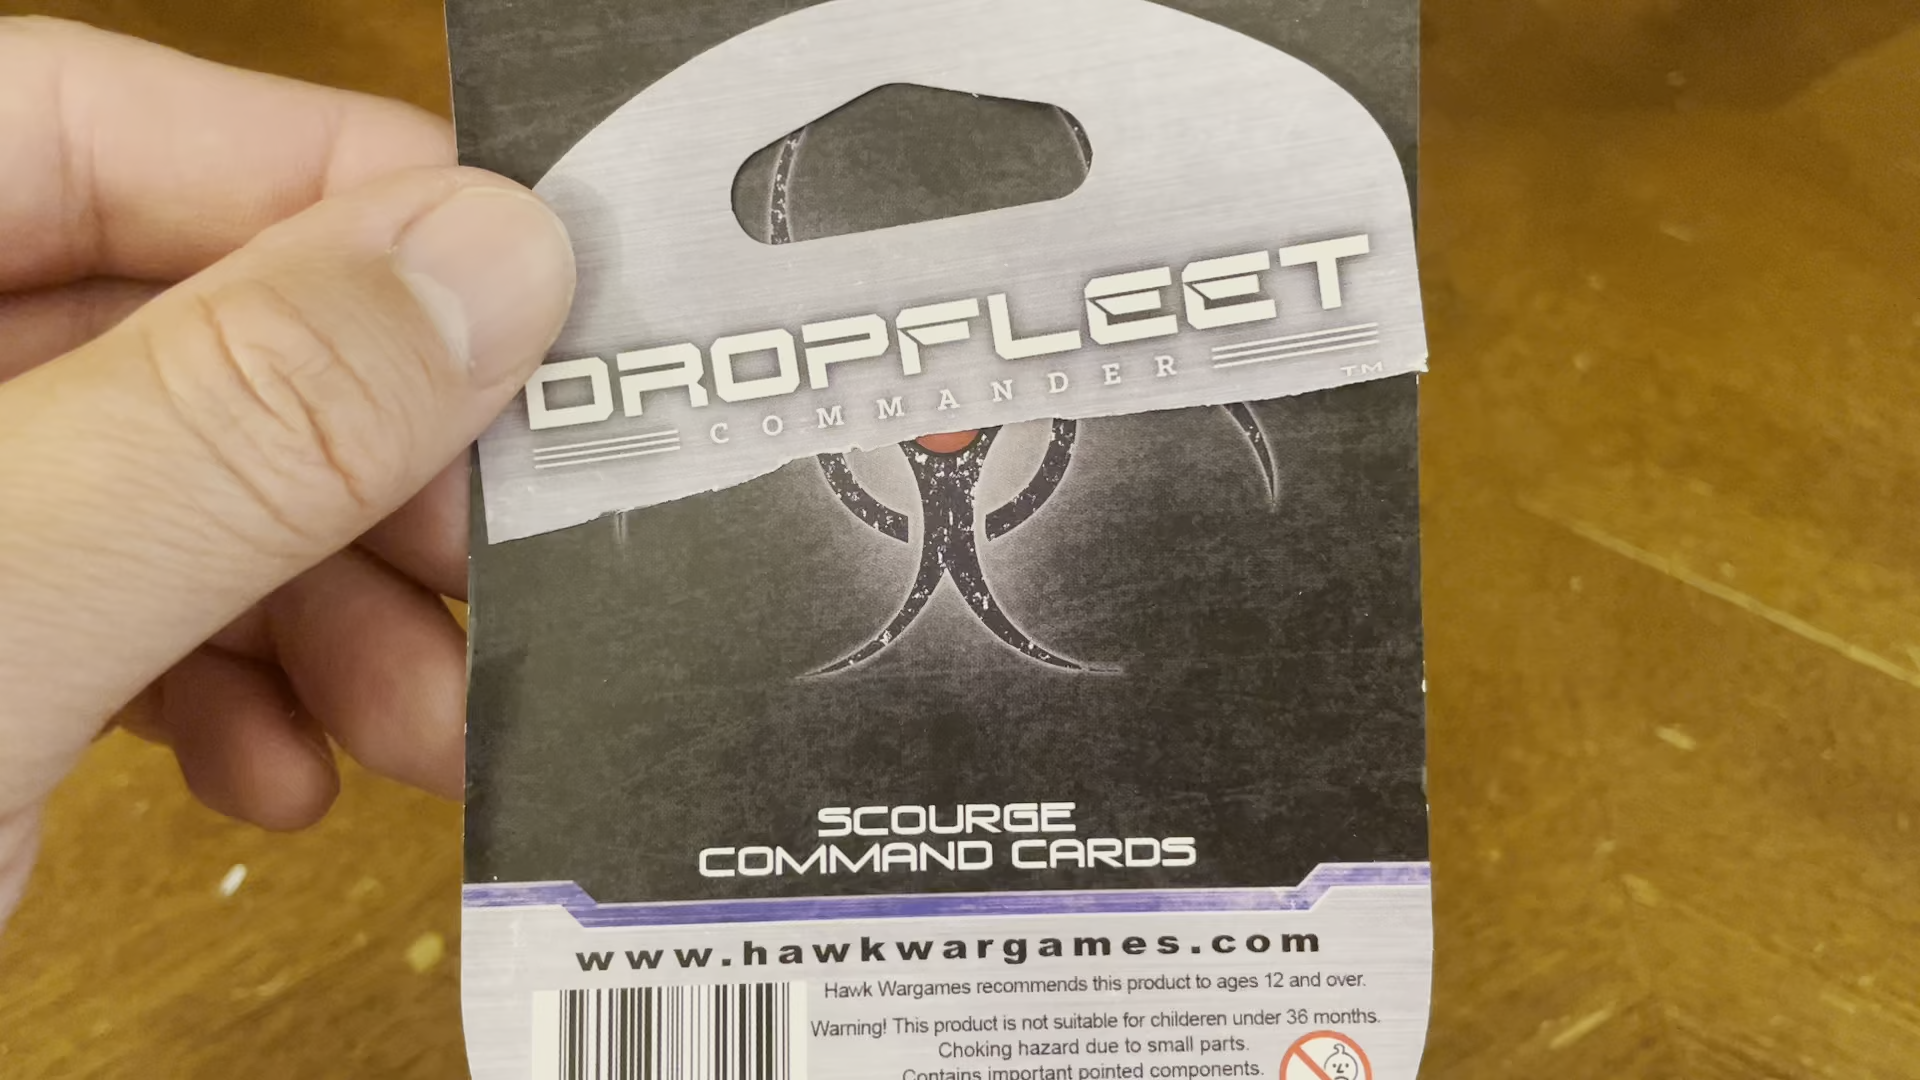 DROPFLEET
COMMANDER
TM
SCOURGE
COMMAND CARDS
www.hawkwargames.com
Hawk Wargames recommends this product to ages 12 and over.
Warning! This product is not suitable for childeren under 36 months.
Choking hazard due to small parts.
Contains important pointed components.